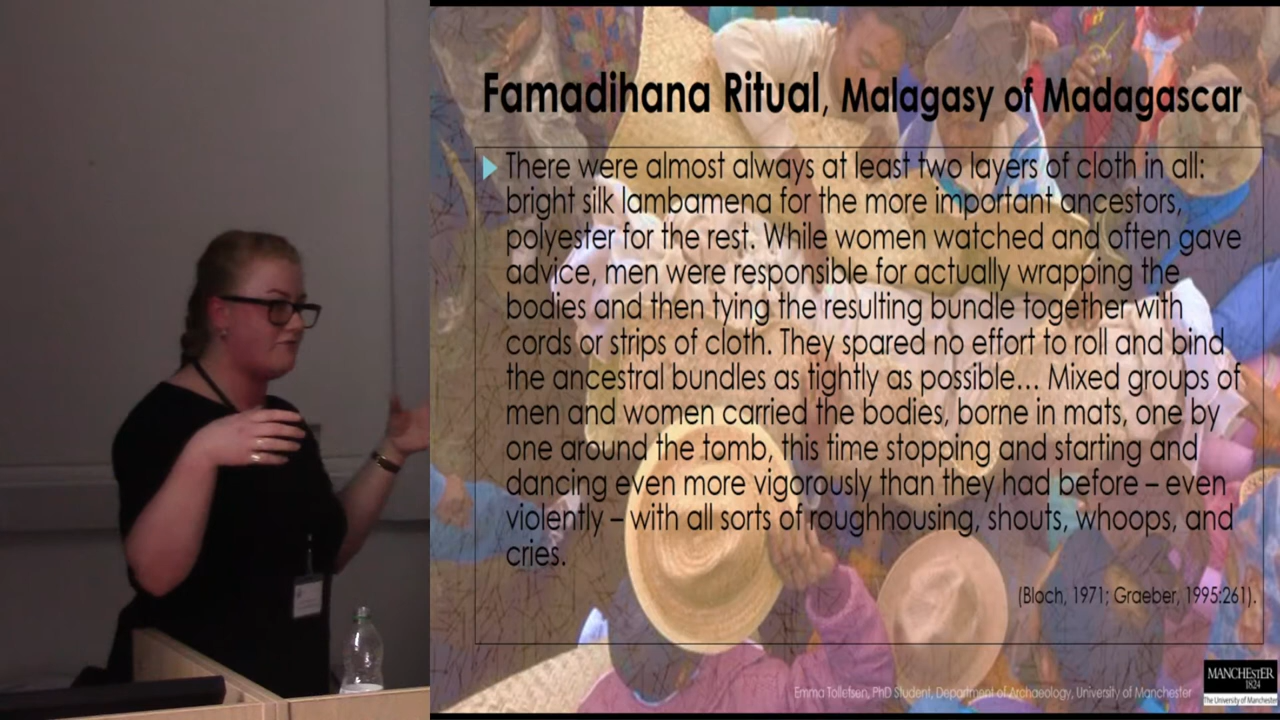 Famadihana Ritual, Malagasy of Madagascar
There were almost always at least two layers of cloth in all:
bright silk lambamena for the more important ancestors,
polyester for the rest. While women watched and often gave
advice, men were responsible for actually wrapping the
bodies and then tying the resulting bundle together with
cords or strips of cloth. They spared no effort to roll and bind
the ancestral bundles as tightly as possible... Mixed groups of
men and women carried the bodies, borne in mats, one by
one around the tomb, this time stopping and starting and
dancing even more vigorously than they had before – even
violently – with all sorts of roughhousing, shouts, whoops, and
cries.
(Bloch, 1971; Graeber, 1995:261).
Emma Tollefsen, PhD Student, Department of Archaeology, University of Manchester
MANCHESTER
1824
The University of Manchester